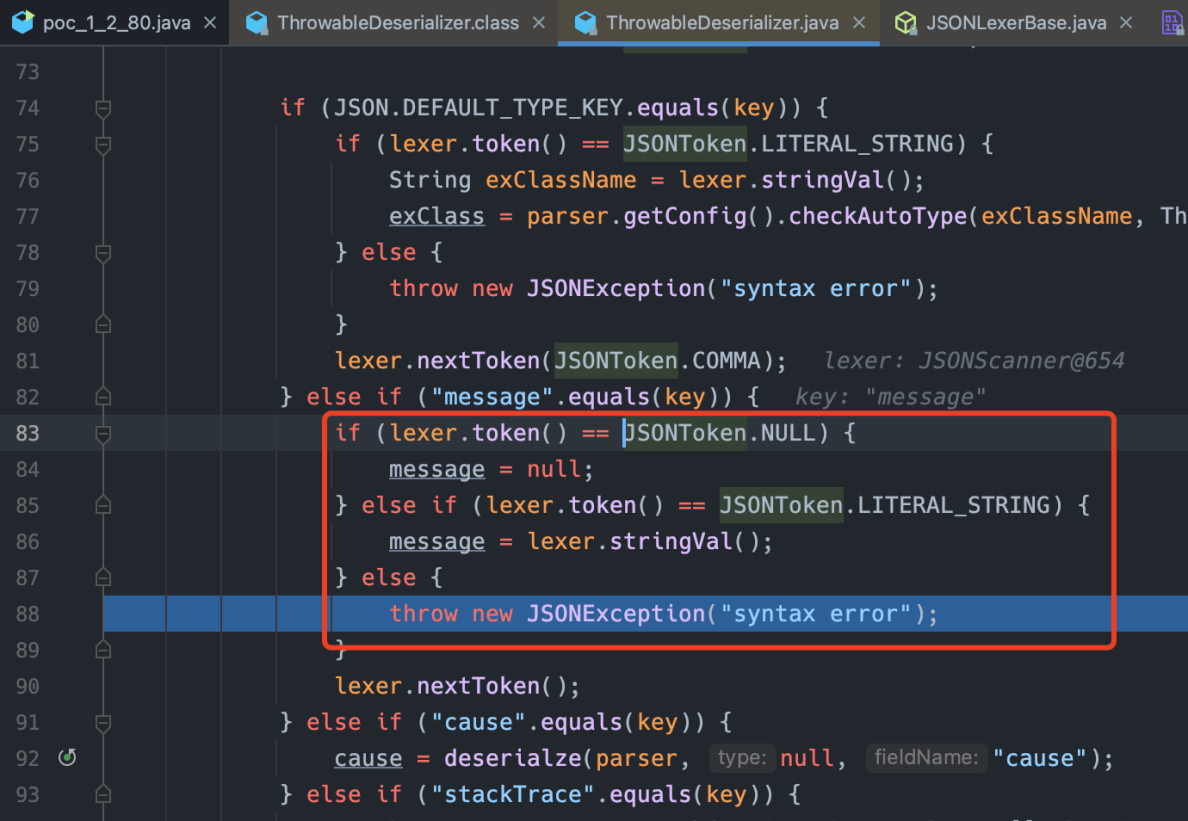 poc_1_2_80.java × ThrowableDeserializer.class × ThrowableDeserializer.java × JSONLexerBase.java ×
73
74 if (JSON.DEFAULT_TYPE_KEY.equals(key)) {
75 if (lexer.token() == JSONToken.LITERAL_STRING) {
76 String exClassName = lexer.stringVal();
77 exClass = parser.getConfig().checkAutoType(exClassName, Th
78 } else {
79 throw new JSONException("syntax error");
80 }
81 lexer.nextToken(JSONToken.COMMA); lexer: JSONScanner@654
82 } else if ("message".equals(key)) { key: "message"
83 if (lexer.token() == JSONToken.NULL) {
84 message = null;
85 } else if (lexer.token() == JSONToken.LITERAL_STRING) {
86 message = lexer.stringVal();
87 } else {
88 throw new JSONException("syntax error");
89 }
90 lexer.nextToken();
91 } else if ("cause".equals(key)) {
92 cause = deserialze(parser, type: null, fieldName: "cause");
93 } else if ("stackTrace".equals(key)) {